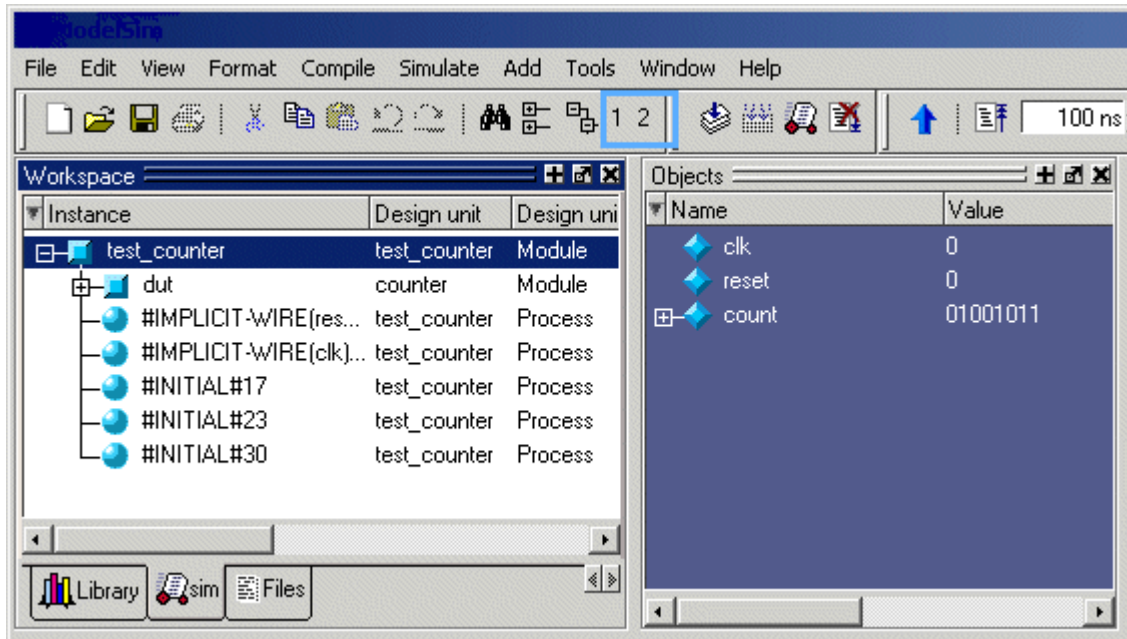 ModelSim
File Edit View Format Compile Simulate Add Tools Window Help
1 2 100 ns
Workspace
Instance Design unit Design uni
test_counter test_counter Module
dut counter Module
#IMPLICIT-WIRE(res... test_counter Process
#IMPLICIT-WIRE(clk)... test_counter Process
#INITIAL#17 test_counter Process
#INITIAL#23 test_counter Process
#INITIAL#30 test_counter Process
Library sim Files
Objects
Name Value
clk 0
reset 0
count 01001011